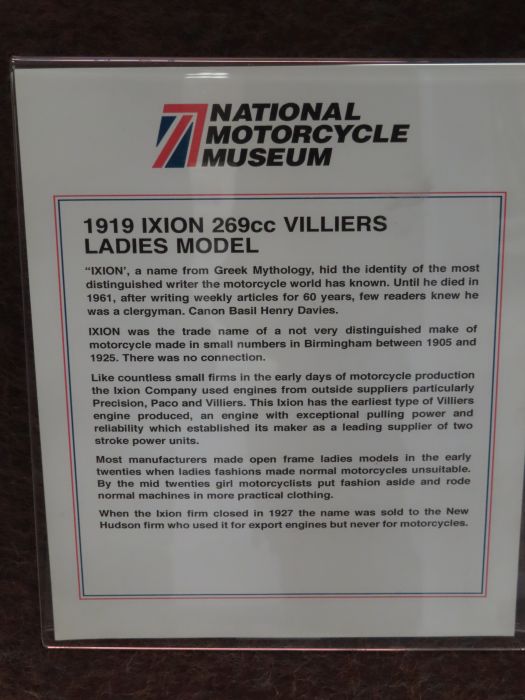 NATIONAL
MOTORCYCLE
MUSEUM
1919 IXION 269cc VILLIERS
LADIES MODEL
"IXION', a name from Greek Mythology, hid the identity of the most
distinguished writer the motorcycle world has known. Until he died in
1961, after writing weekly articles for 60 years, few readers knew he
was a clergyman. Canon Basil Henry Davies.
IXION was the trade name of a not very distinguished make of
motorcycle made in small numbers in Birmingham between 1905 and
1925. There was no connection.
Like countless small firms in the early days of motorcycle production
the Ixion Company used engines from outside suppliers particularly
Precision, Paco and Villiers. This Ixion has the earliest type of Villiers
engine produced, an engine with exceptional pulling power and
reliability which established its maker as a leading supplier of two
stroke power units.
Most manufacturers made open frame ladies models in the early
twenties when ladies fashions made normal motorcycles unsuitable.
By the mid twenties girl motorcyclists put fashion aside and rode
normal machines in more practical clothing.
When the Ixion firm closed in 1927 the name was sold to the New
Hudson firm who used it for export engines but never for motorcycles.